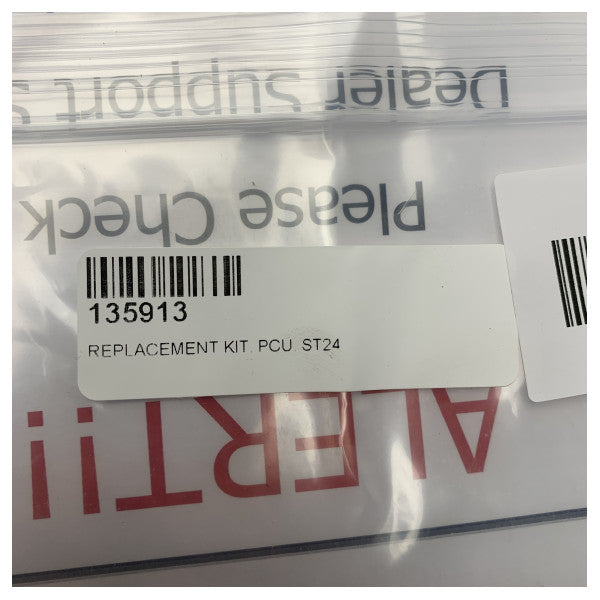 Dealer Support S
Please Check
135913
REPLACEMENT KIT, PCU, ST24
ALERT!!